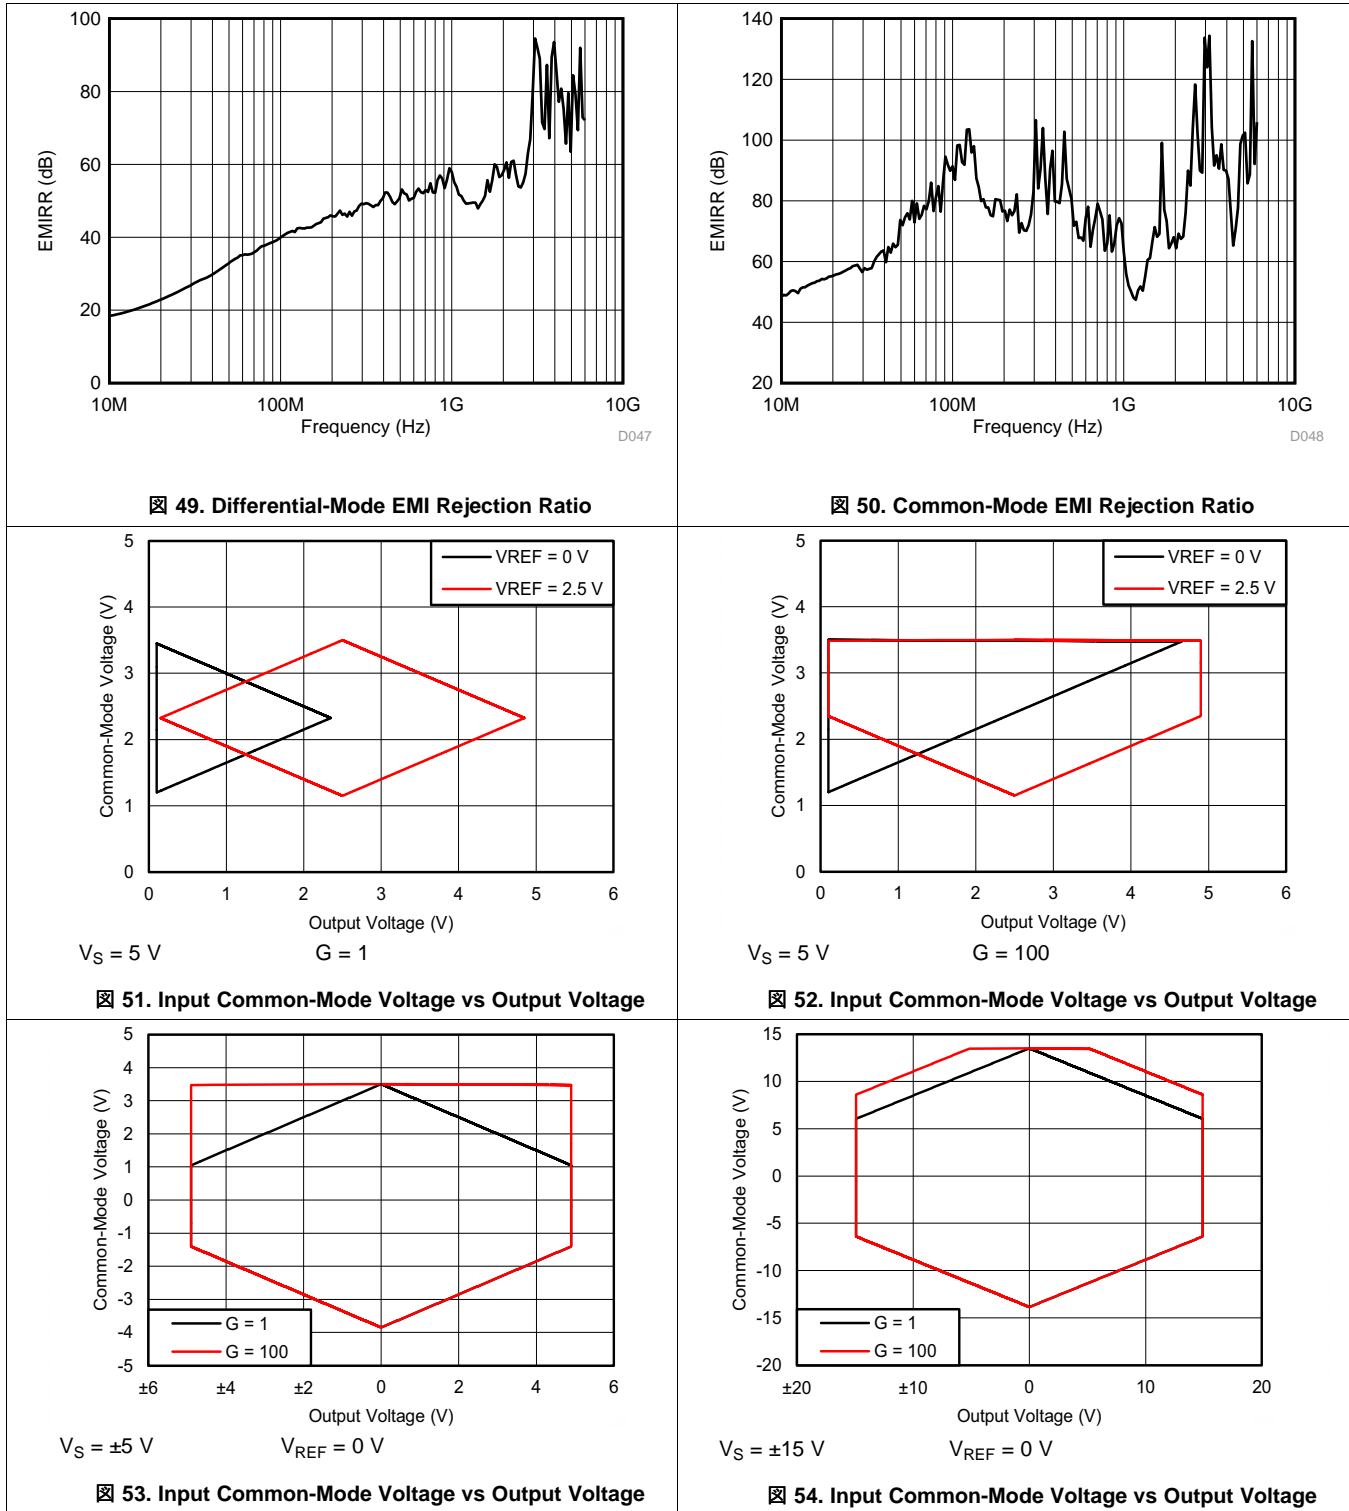 100
80
60
40
20
0
EMIRR (dB)
10M
100M
1G
10G
Frequency (Hz)
D047
図 49. Differential-Mode EMI Rejection Ratio
140
120
100
80
60
40
20
EMIRR (dB)
10M
100M
1G
10G
Frequency (Hz)
D048
図 50. Common-Mode EMI Rejection Ratio
5
4
3
2
1
0
Common-Mode Voltage (V)
VREF = 0 V
VREF = 2.5 V
0
1
2
3
4
5
6
Output Voltage (V)
VS = 5 V G = 1
図 51. Input Common-Mode Voltage vs Output Voltage
5
4
3
2
1
0
Common-Mode Voltage (V)
VREF = 0 V
VREF = 2.5 V
0
1
2
3
4
5
6
Output Voltage (V)
VS = 5 V G = 100
図 52. Input Common-Mode Voltage vs Output Voltage
5
4
3
2
1
0
-1
-2
-3
-4
-5
Common-Mode Voltage (V)
G = 1
G = 100
±6
±4
±2
0
2
4
6
Output Voltage (V)
VS = ±5 V VREF = 0 V
図 53. Input Common-Mode Voltage vs Output Voltage
15
10
5
0
-5
-10
-15
-20
Common-Mode Voltage (V)
G = 1
G = 100
±20
±10
0
10
20
Output Voltage (V)
VS = ±15 V VREF = 0 V
図 54. Input Common-Mode Voltage vs Output Voltage